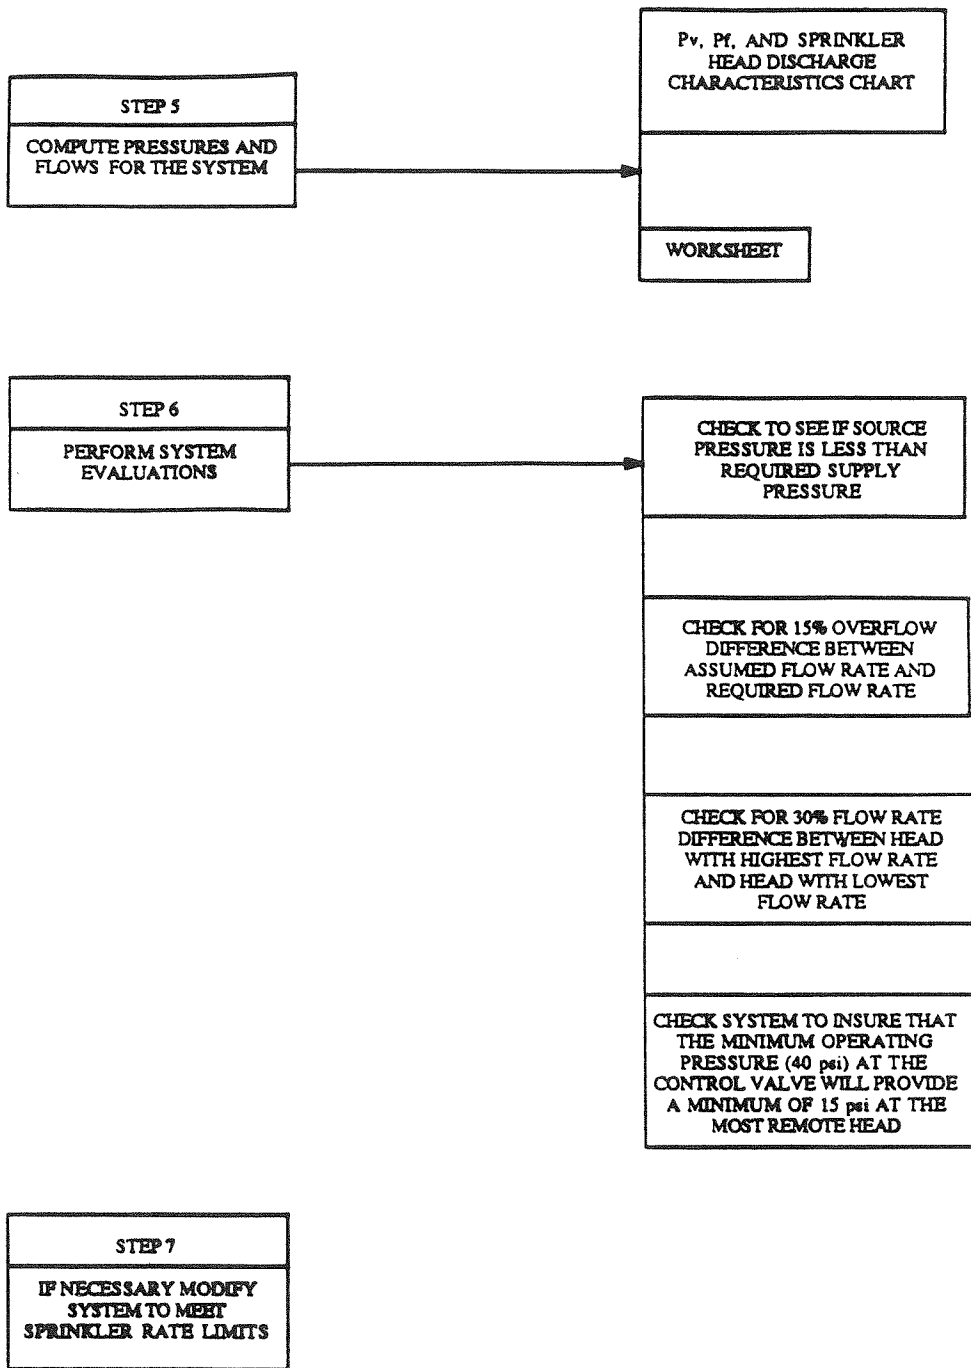 STEP 5
COMPUTE PRESSURES AND
FLOWS FOR THE SYSTEM
Pv, Pf, AND SPRINKLER
HEAD DISCHARGE
CHARACTERISTICS CHART
WORKSHEET
STEP 6
PERFORM SYSTEM
EVALUATIONS
CHECK TO SEE IF SOURCE
PRESSURE IS LESS THAN
REQUIRED SUPPLY
PRESSURE
CHECK FOR 15% OVERFLOW
DIFFERENCE BETWEEN
ASSUMED FLOW RATE AND
REQUIRED FLOW RATE
CHECK FOR 30% FLOW RATE
DIFFERENCE BETWEEN HEAD
WITH HIGHEST FLOW RATE
AND HEAD WITH LOWEST
FLOW RATE
CHECK SYSTEM TO INSURE THAT
THE MINIMUM OPERATING
PRESSURE (40 psi) AT THE
CONTROL VALVE WILL PROVIDE
A MINIMUM OF 15 psi AT THE
MOST REMOTE HEAD
STEP 7
IF NECESSARY MODIFY
SYSTEM TO MEET
SPRINKLER RATE LIMITS